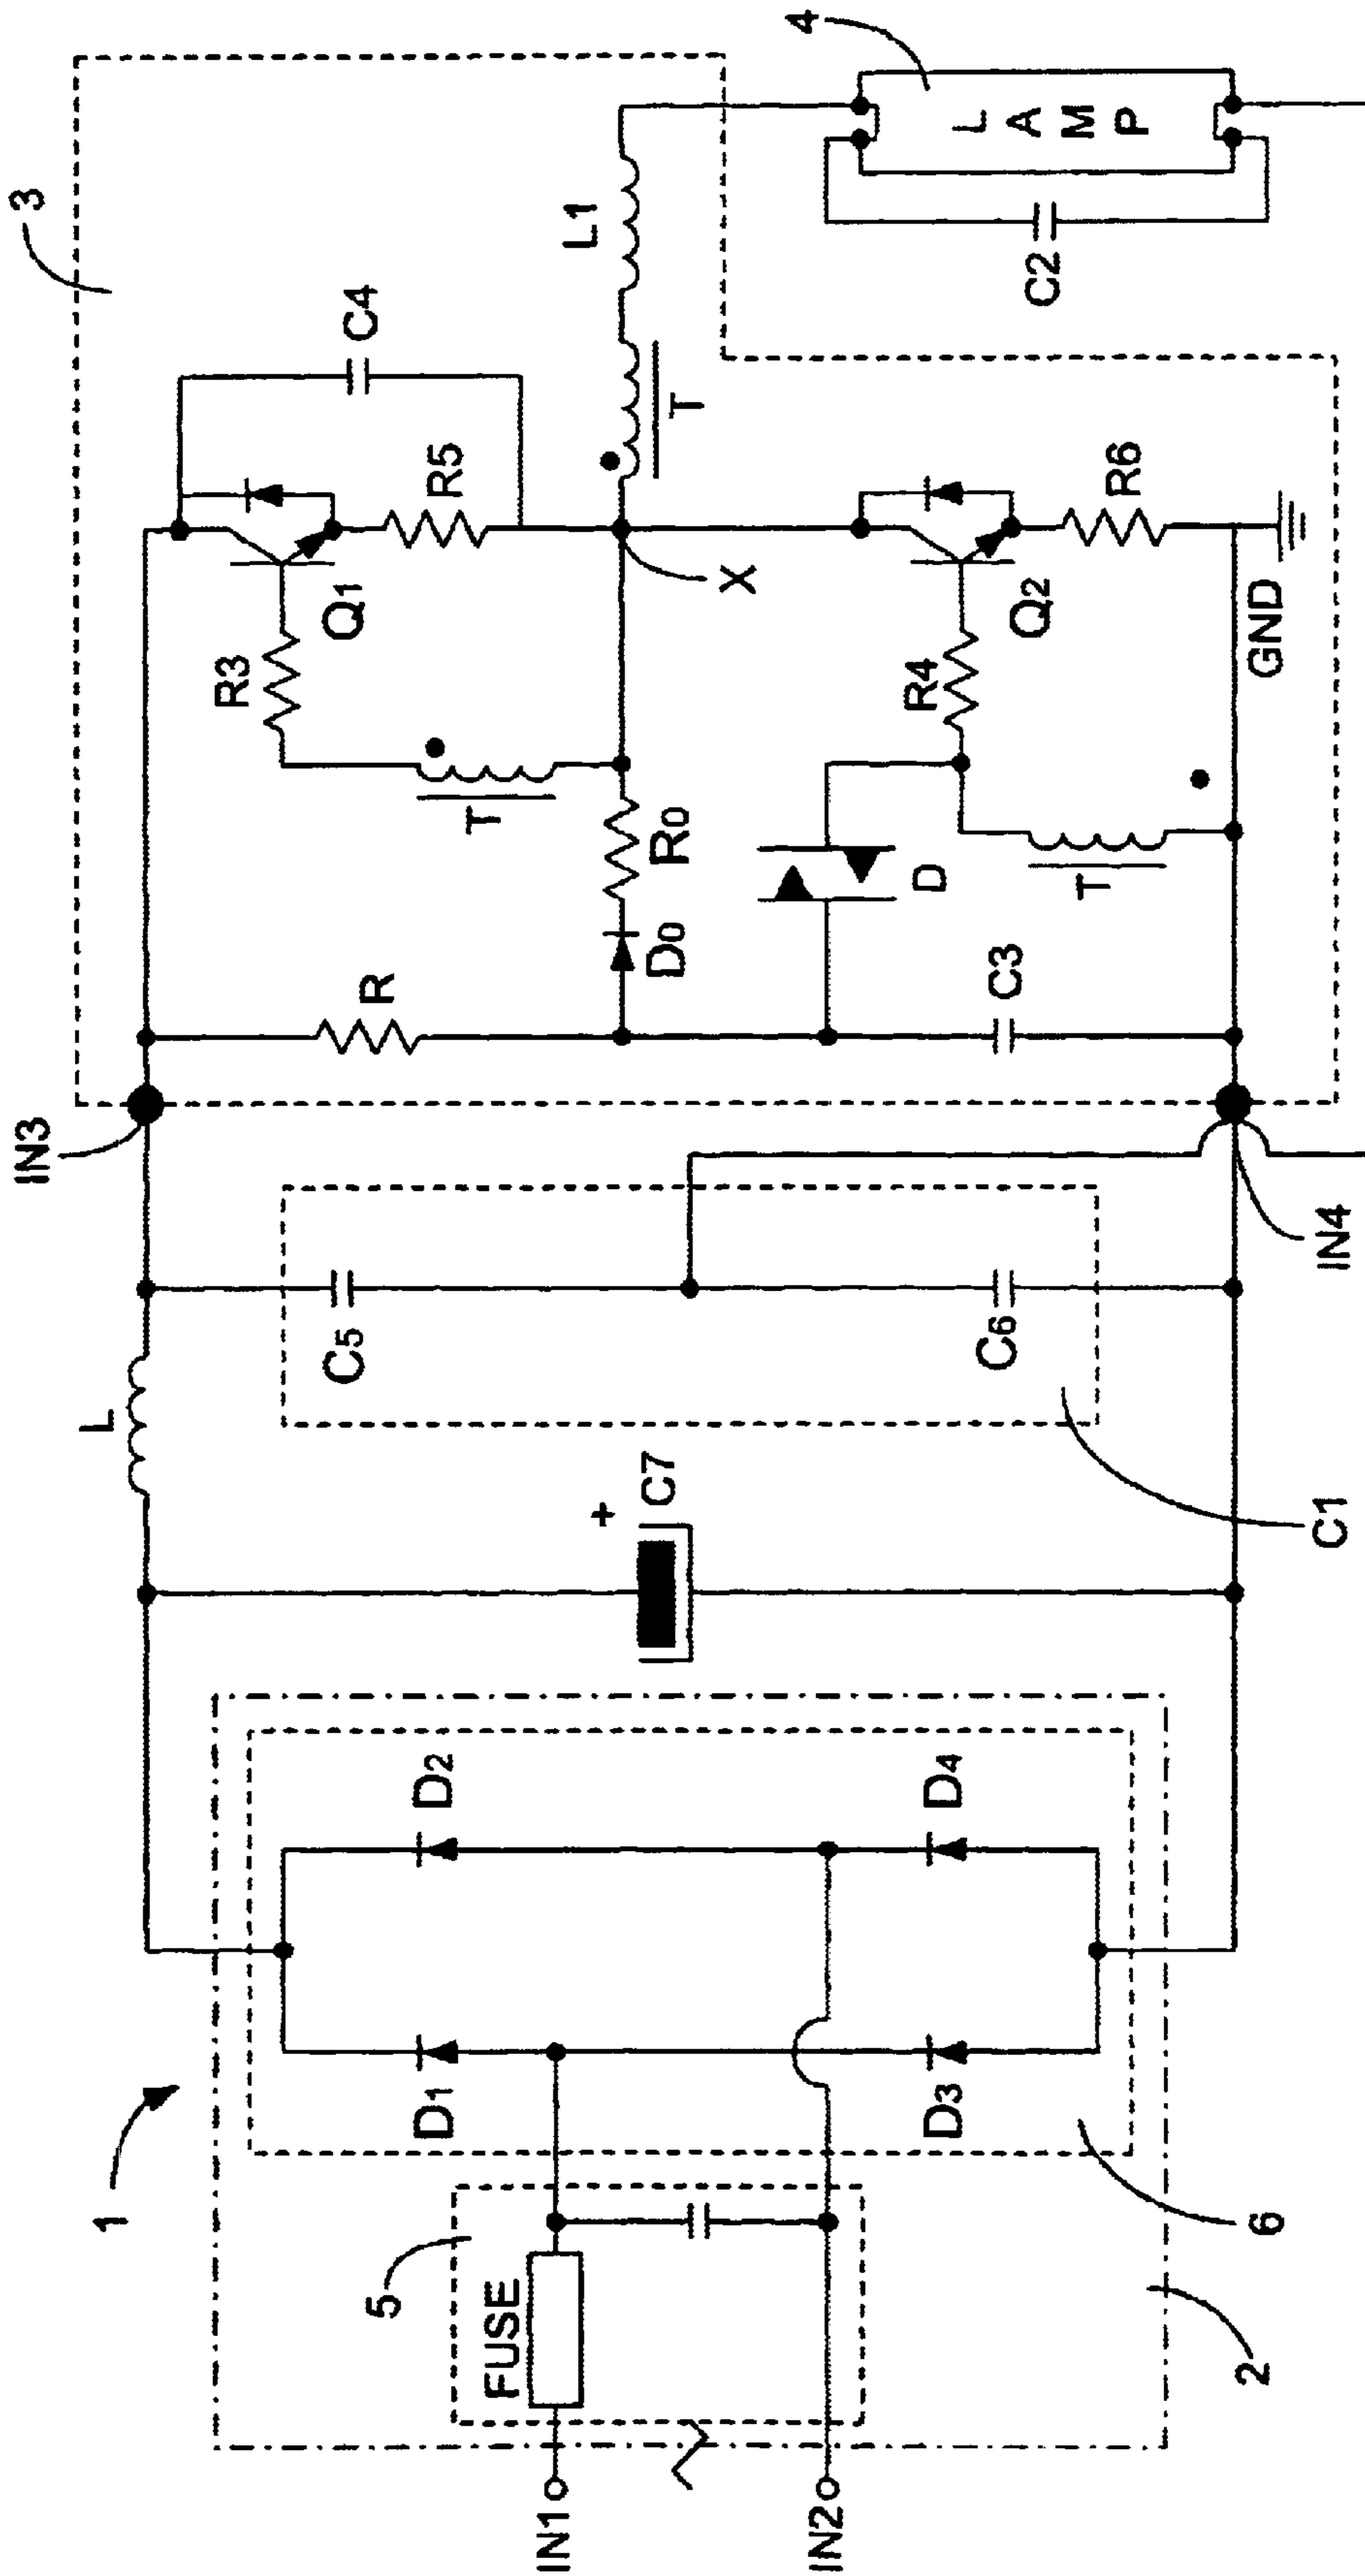 1
3
IN3
4
L
C4
L1
R5
Q1
R3
T
T
R
R0
D0
X
LAMP
C2
D1
D2
C7
+
C5
5
FUSE
IN1
IN2
D3
D4
C6
C3
D
R4
Q2
R6
T
GND
6
2
C1
IN4